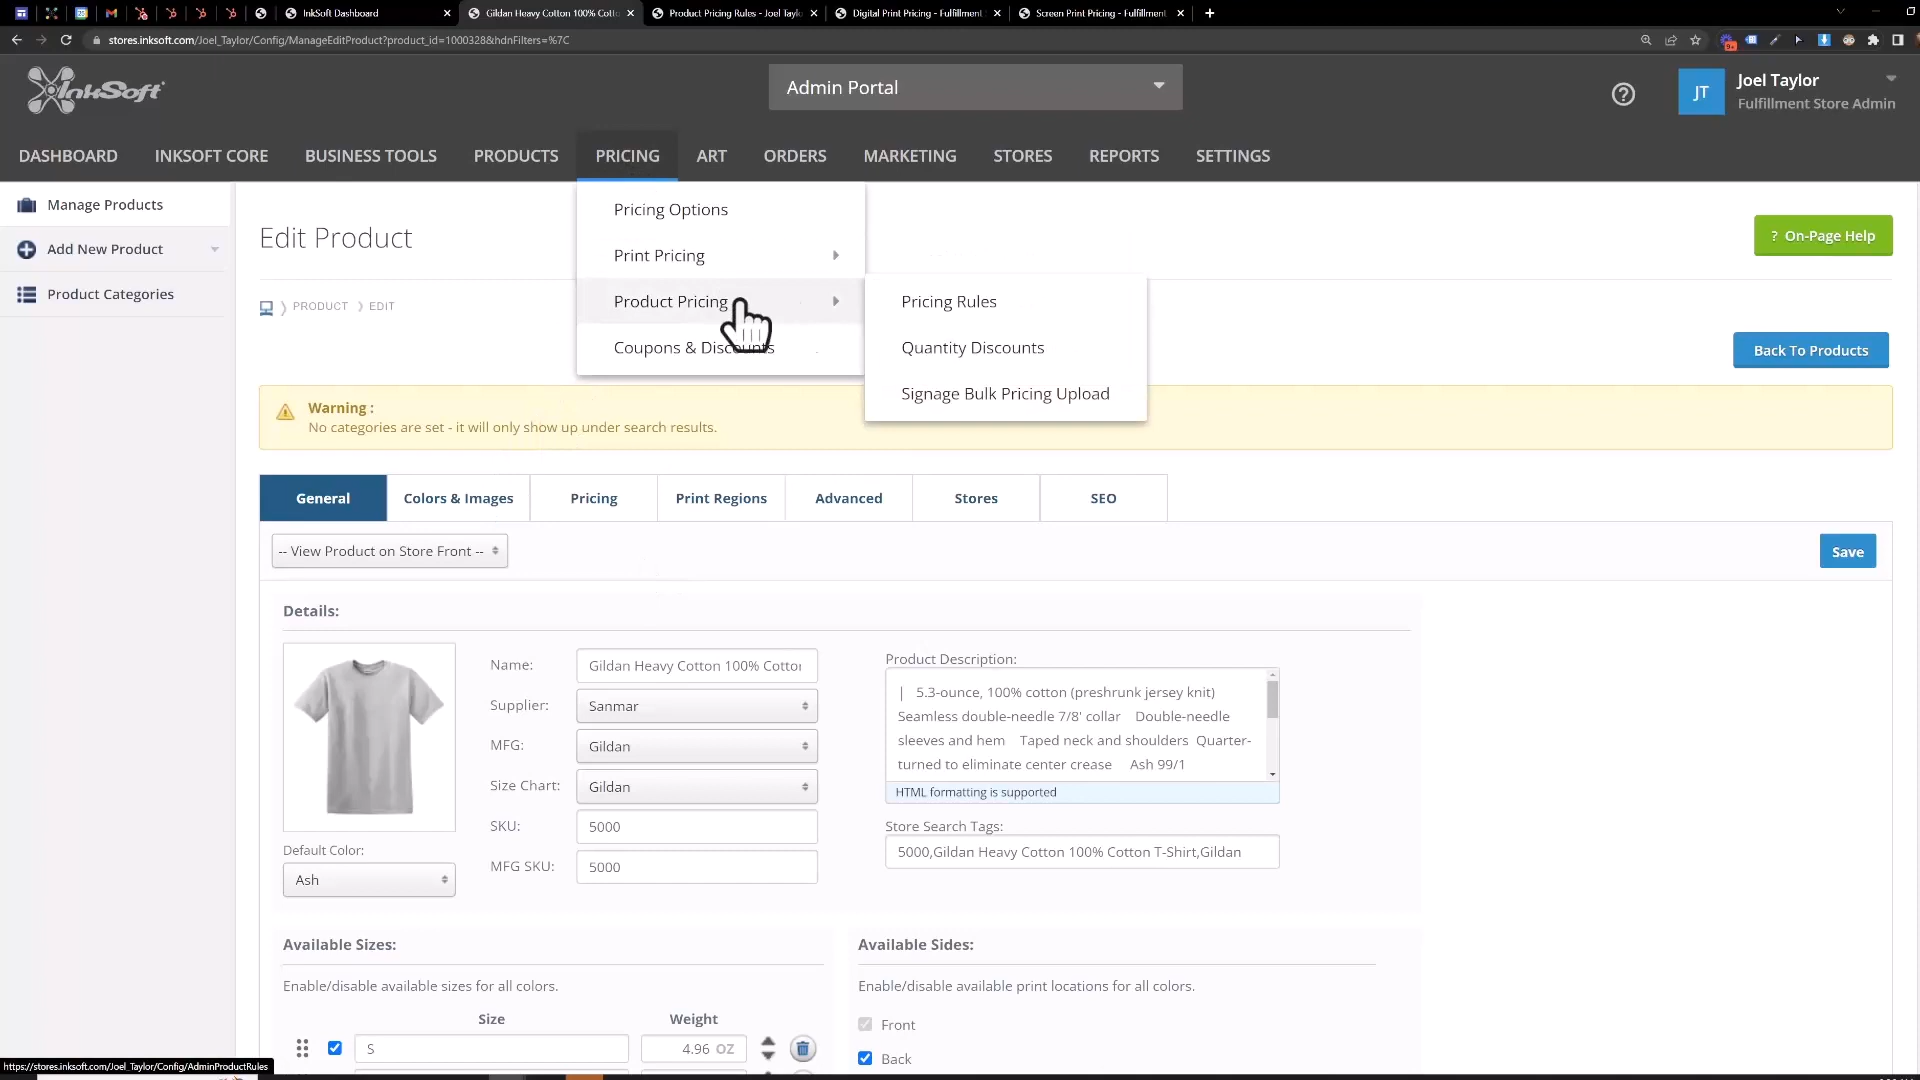 InkSoft Dashboard
Gildan Heavy Cotton 100% Cott
Product Pricing Rules - Joel Tayl
Digital Print Pricing - Fulfillment
Screen Print Pricing - Fulfillment
stores.inksoft.com/Joel_Taylor/Config/ManageEditProduct?product_id=1000328&hdnFilters=%7C
9+
InkSoft
Admin Portal
JT
Joel Taylor
Fulfillment Store Admin
DASHBOARD
INKSOFT CORE
BUSINESS TOOLS
PRODUCTS
PRICING
ART
ORDERS
MARKETING
STORES
REPORTS
SETTINGS
Manage Products
Add New Product
Product Categories
Edit Product
? On-Page Help
PRODUCT
EDIT
Pricing Options
Print Pricing
Product Pricing
Coupons & Discounts
Pricing Rules
Quantity Discounts
Signage Bulk Pricing Upload
Back To Products
Warning :
No categories are set - it will only show up under search results.
General
Colors & Images
Pricing
Print Regions
Advanced
Stores
SEO
-- View Product on Store Front --
Save
Details:
Name:
Gildan Heavy Cotton 100% Cotto
Supplier:
Sanmar
MFG:
Gildan
Size Chart:
Gildan
SKU:
5000
MFG SKU:
5000
Default Color:
Ash
Product Description:
| 5.3-ounce, 100% cotton (preshrunk jersey knit)
Seamless double-needle 7/8' collar Double-needle
sleeves and hem Taped neck and shoulders Quarter-
turned to eliminate center crease Ash 99/1
HTML formatting is supported
Store Search Tags:
5000,Gildan Heavy Cotton 100% Cotton T-Shirt,Gildan
Available Sizes:
Enable/disable available sizes for all colors.
Size
Weight
S
4.96 OZ
Available Sides:
Enable/disable available print locations for all colors.
Front
Back
https://stores.inksoft.com/Joel_Taylor/Config/AdminProductRules